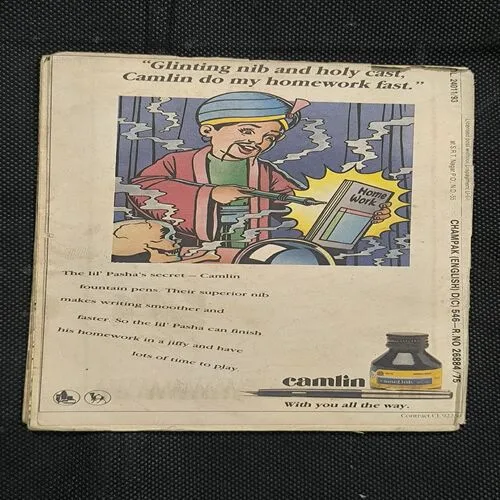 “Glinting nib and holy cast,
Camlin do my homework fast.”
Home
Work
The lil' Pasha's secret — Camlin
fountain pens. Their superior nib
makes writing smoother and
faster. So the lil' Pasha can finish
his homework in a jiffy and have
lots of time to play.
camlin
With you all the way.
CHAMPAK (ENGLISH) D(C) 546—R.NO 26884/75